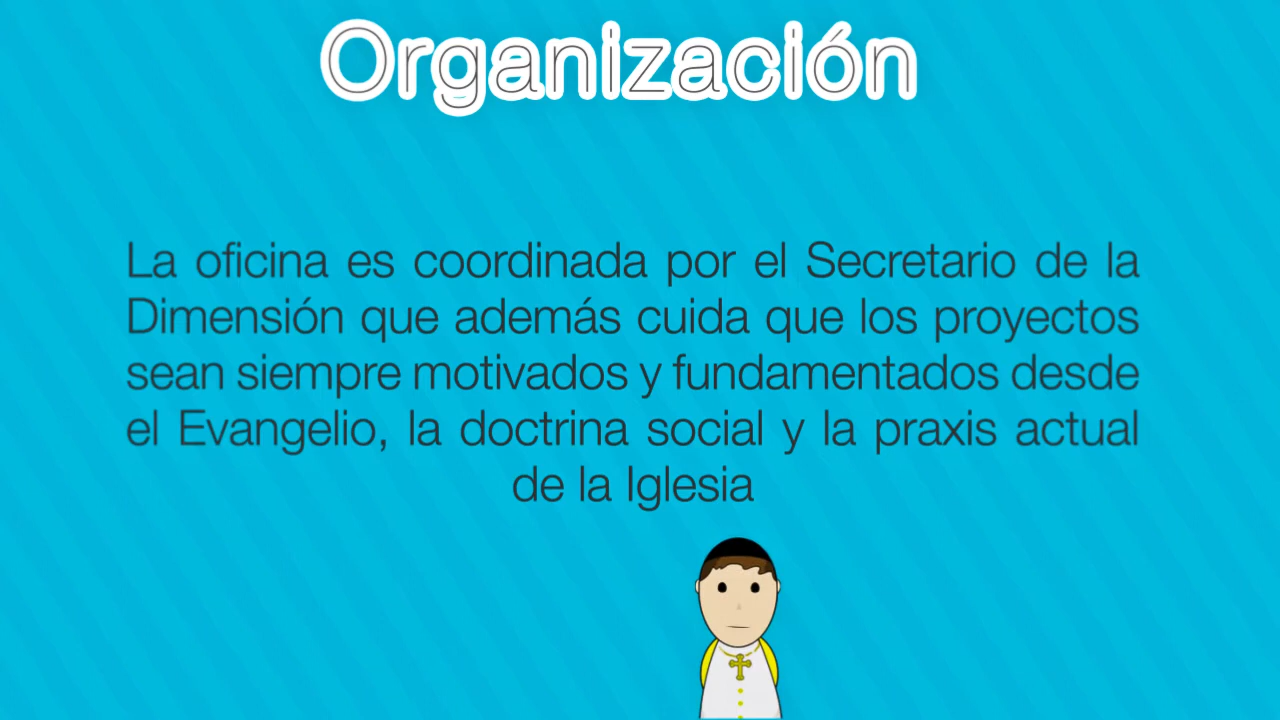 Organización
La oficina es coordinada por el Secretario de la
Dimensión que además cuida que los proyectos
sean siempre motivados y fundamentados desde
el Evangelio, la doctrina social y la praxis actual
de la Iglesia